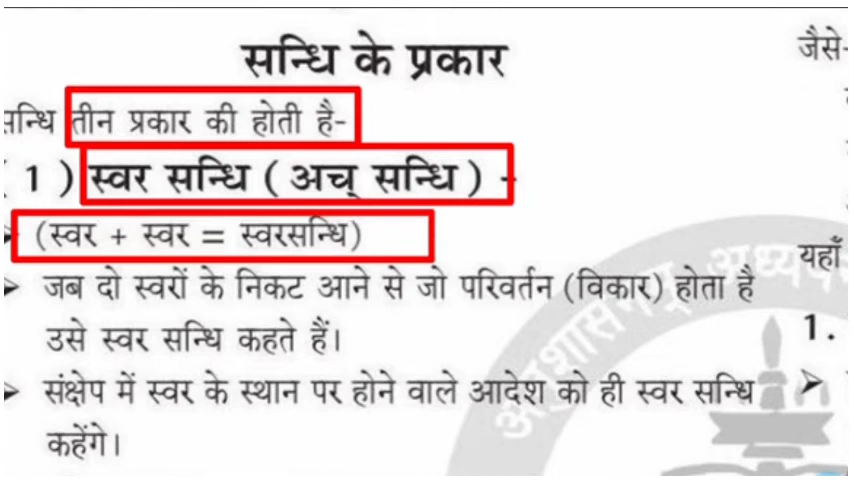 सन्धि के प्रकार
सन्धि तीन प्रकार की होती है-
( 1 ) स्वर सन्धि ( अच् सन्धि ) -
➤ (स्वर + स्वर = स्वरसन्धि)
➤ जब दो स्वरों के निकट आने से जो परिवर्तन (विकार) होता है
उसे स्वर सन्धि कहते हैं।
➤ संक्षेप में स्वर के स्थान पर होने वाले आदेश को ही स्वर सन्धि
कहेंगे।
जैसे-
यहाँ
1.
➤